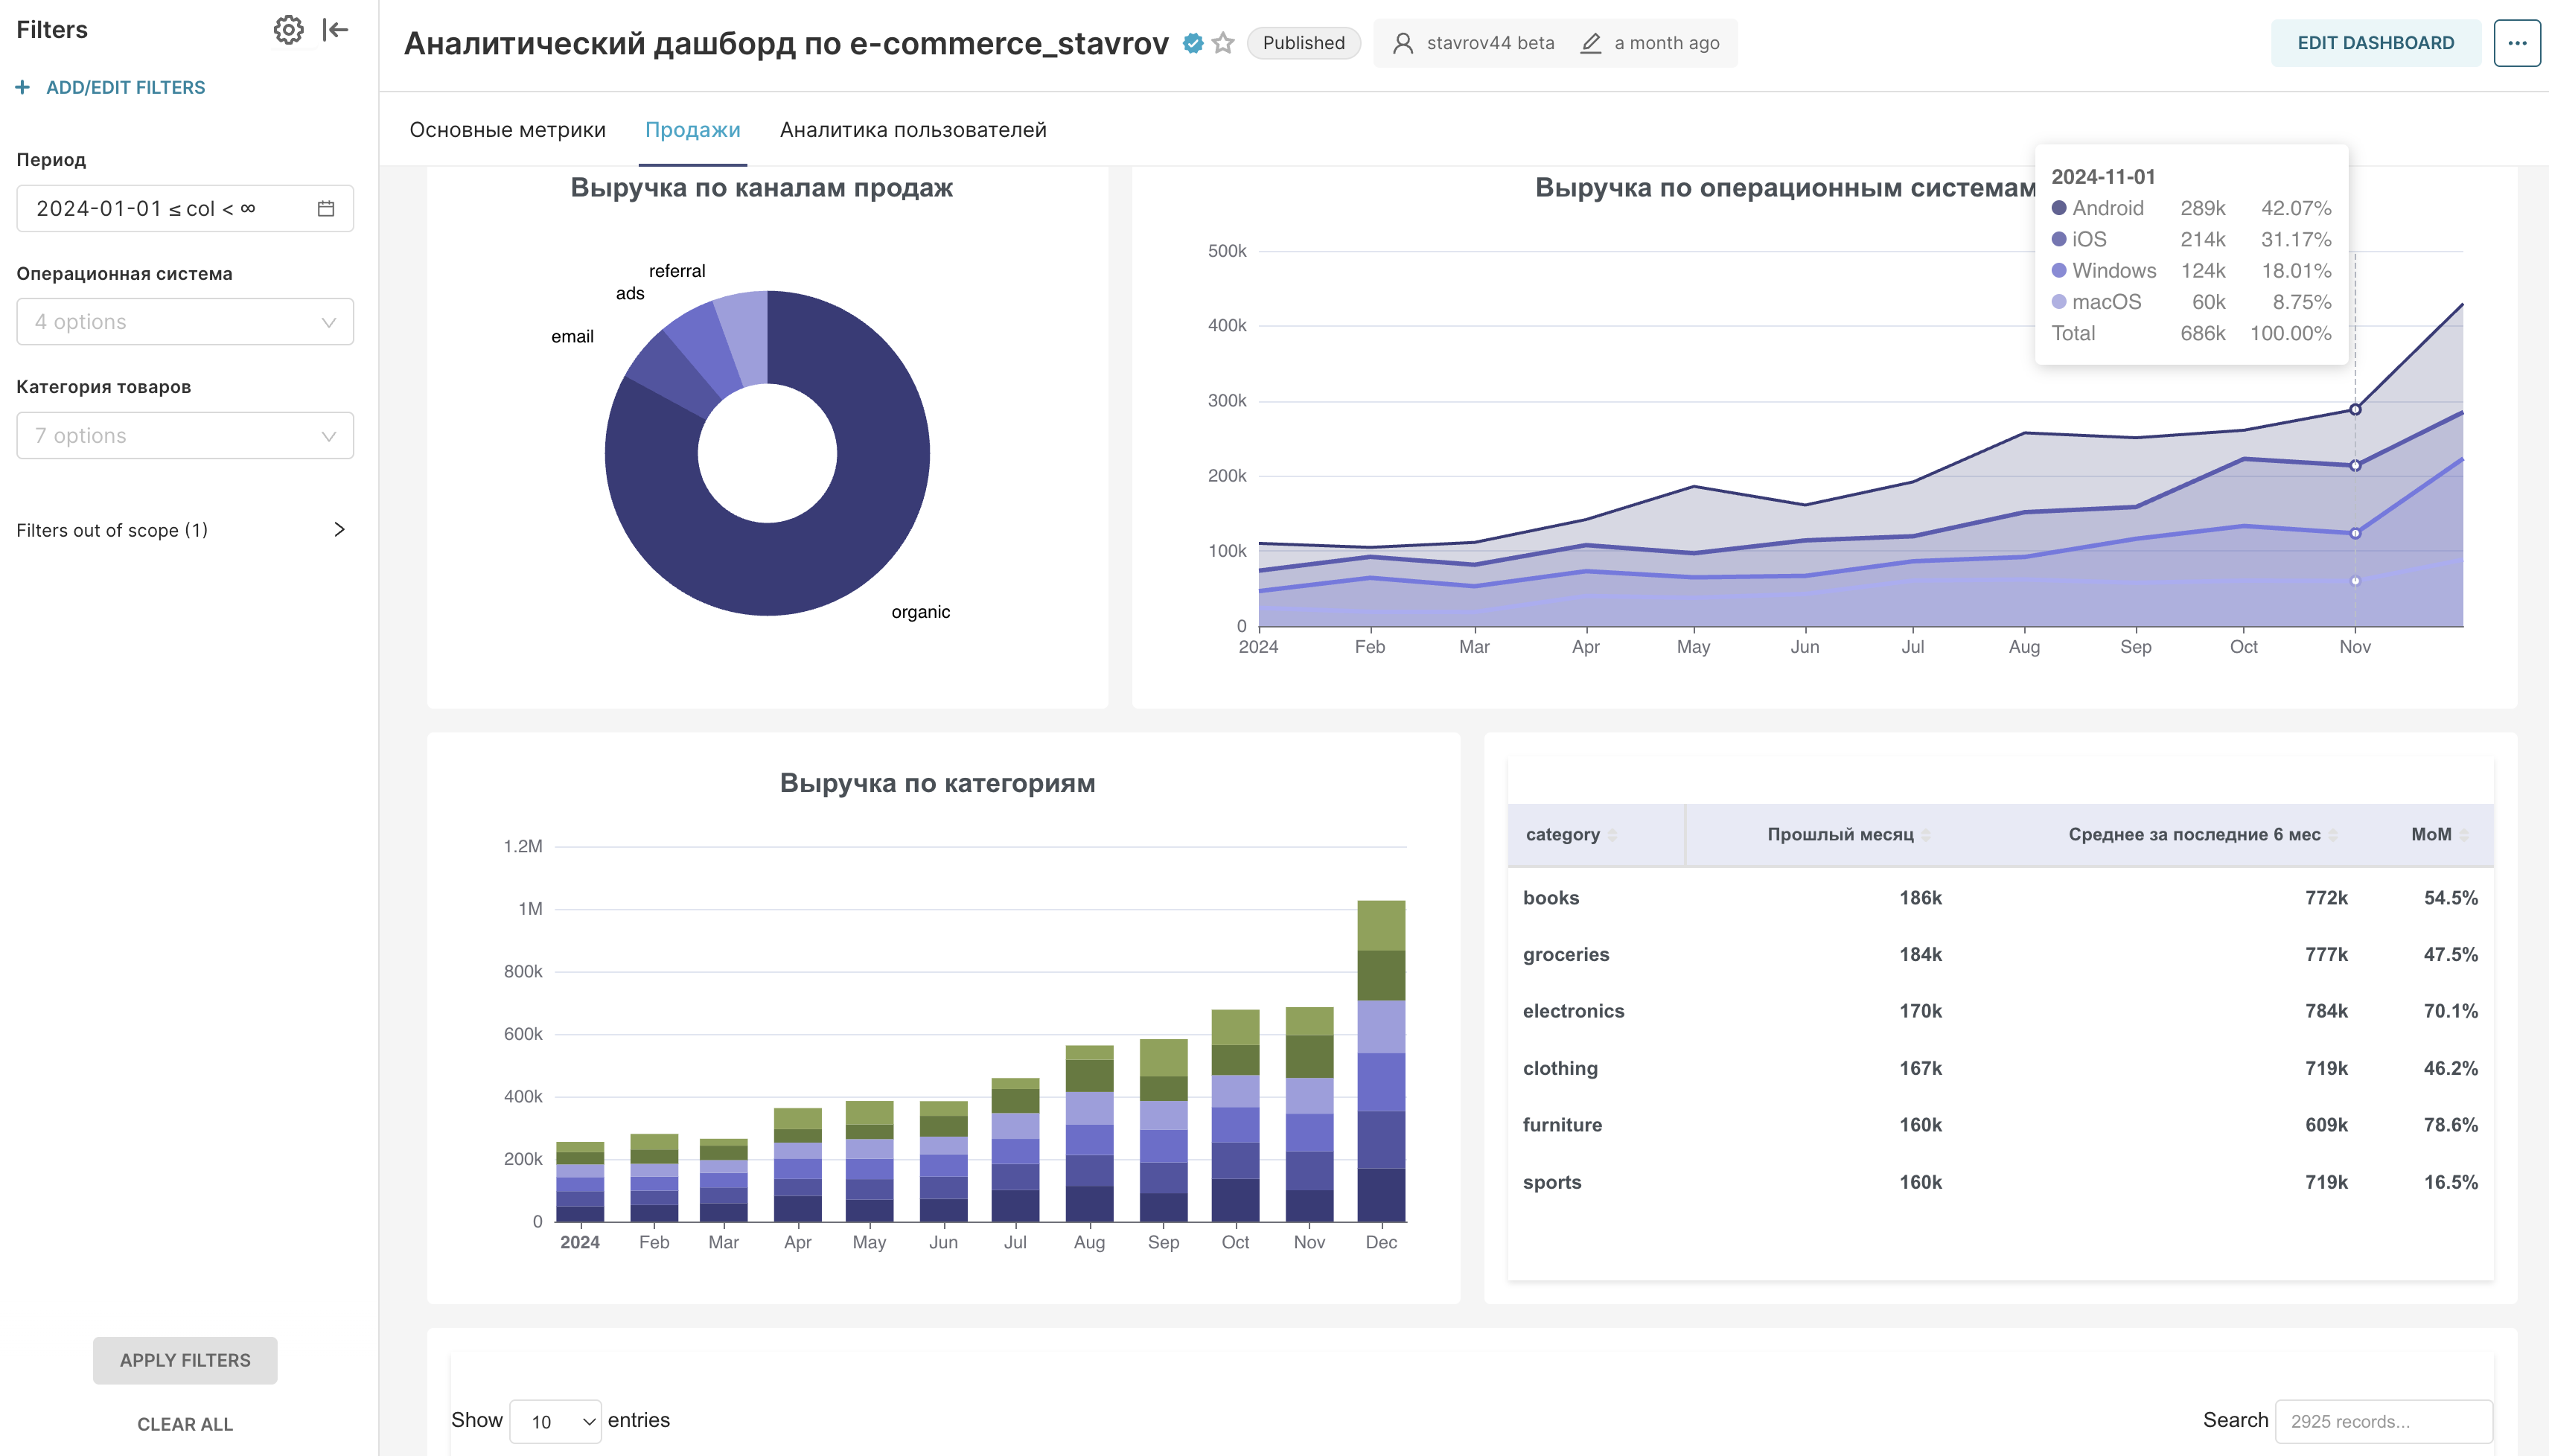 Filters
ADD/EDIT FILTERS
Период
2024-01-01 ≤ col < ∞
Операционная система
4 options
Категория товаров
7 options
Filters out of scope (1)
APPLY FILTERS
CLEAR ALL
Аналитический дашборд по e-commerce_stavrov
Published
stavrov44 beta
a month ago
EDIT DASHBOARD
Основные метрики
Продажи
Аналитика пользователей
Выручка по каналам продаж
referral
ads
email
organic
Выручка по операционным системам
500k
400k
300k
200k
100k
0
2024 Feb Mar Apr May Jun Jul Aug Sep Oct Nov
2024-11-01
Android 289k 42.07%
iOS 214k 31.17%
Windows 124k 18.01%
macOS 60k 8.75%
Total 686k 100.00%
Выручка по категориям
1.2M
1M
800k
600k
400k
200k
0
2024 Feb Mar Apr May Jun Jul Aug Sep Oct Nov Dec
category Прошлый месяц Среднее за последние 6 мес MoM
books 186k 772k 54.5%
groceries 184k 777k 47.5%
electronics 170k 784k 70.1%
clothing 167k 719k 46.2%
furniture 160k 609k 78.6%
sports 160k 719k 16.5%
Show 10 entries
Search 2925 records...